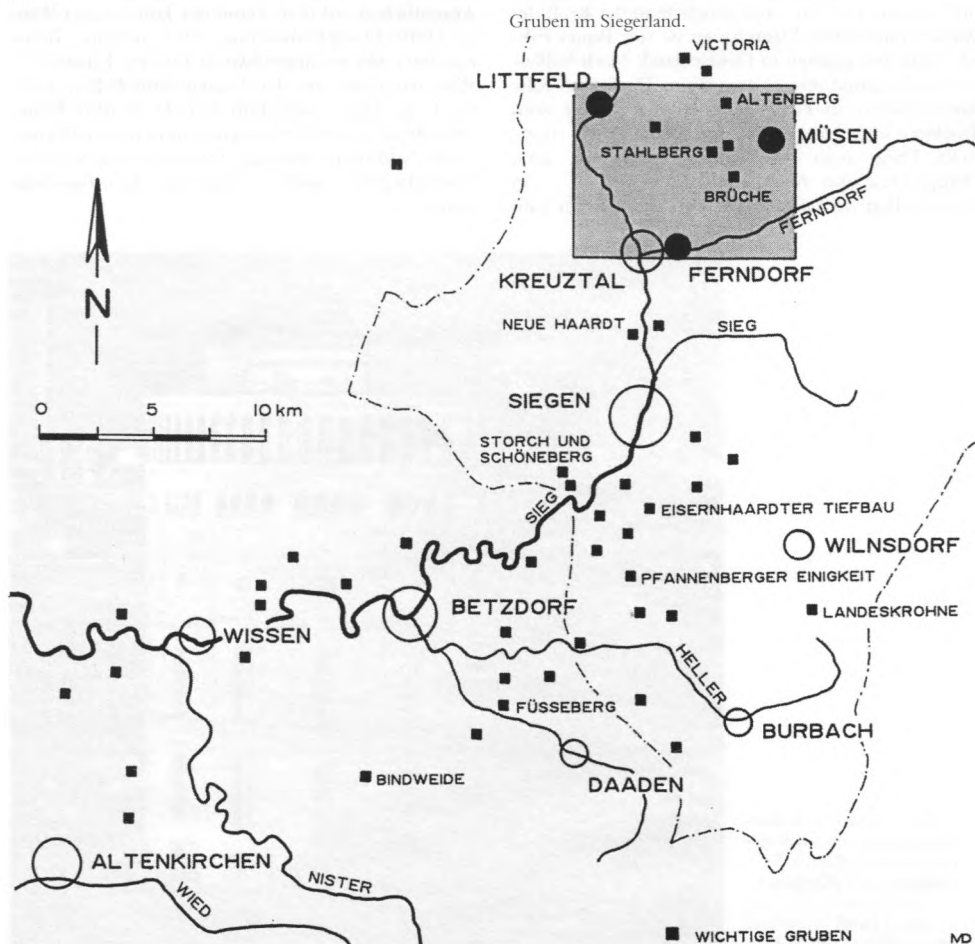 Gruben im Siegerland.
VICTORIA
LITTFELD
ALTENBERG
MÜSEN
STAHLBERG
BRÜCHE
FERNDORF
N
KREUZTAL
FERNDORF
NEUE HAARDT
SIEG
0 5 10 km
SIEGEN
STORCH UND
SCHÖNEBERG
SIEG
EISERNHAARDTER TIEFBAU
WILNSDORF
PFANNENBERGER EINIGKEIT
BETZDORF
LANDESKROHNE
WISSEN
HELLER
FÜSSEBERG
BURBACH
BINDWEIDE
DAADEN
ALTENKIRCHEN
NISTER
WIED
WICHTIGE GRUBEN
MD